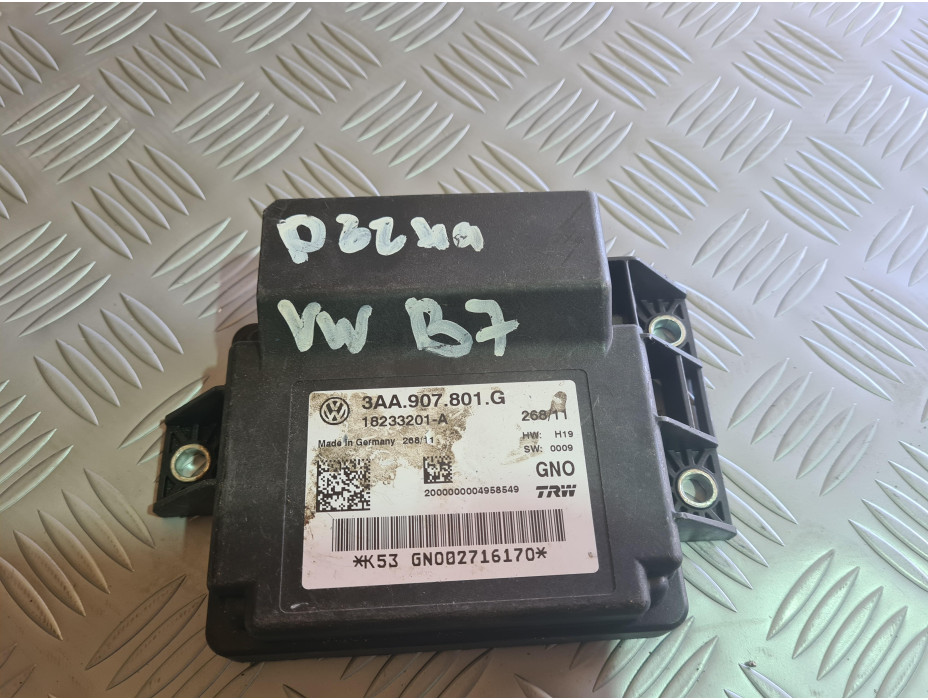 VW B7
3AA.907.801.G
18233201-A
268/11
Made in Germany 268/11
HW: H19
SW: 0009
GNO
2000000004958549
TRW
*K53 GN002716170*